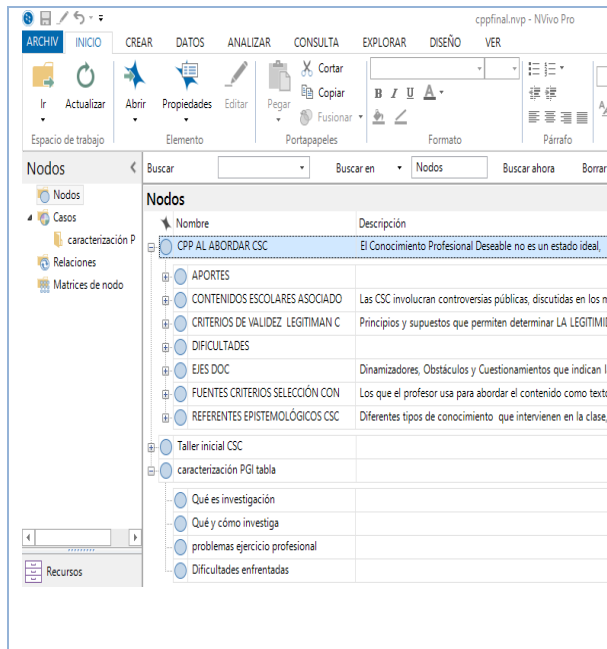 cppfinal.nvp - NVivo Pro
ARCHIV INICIO CREAR DATOS ANALIZAR CONSULTA EXPLORAR DISEÑO VER
Ir Actualizar Abrir Propiedades Editar Pegar
Cortar
Copiar
Fusionar
B I U A
Espacio de trabajo Elemento Portapapeles Formato Párrafo
Nodos
Nodos
Casos
caracterización P
Relaciones
Matrices de nodo
Recursos
Buscar Buscar en Nodos Buscar ahora Borrar
Nodos
Nombre Descripción
CPP AL ABORDAR CSC El Conocimiento Profesional Deseable no es un estado ideal,
APORTES
CONTENIDOS ESCOLARES ASOCIADO Las CSC involucran controversias públicas, discutidas en los
CRITERIOS DE VALIDEZ LEGITIMAN C Principios y supuestos que permiten determinar LA
DIFICULTADES
EJES DOC Dinamizadores, Obstáculos y Cuestionamientos que indican
FUENTES CRITERIOS SELECCIÓN CON Los que el profesor usa para abordar el contenido como
REFERENTES EPISTEMOLÓGICOS CSC Diferentes tipos de conocimiento que intervienen en la clase,
Taller inicial CSC
caracterización PGI tabla
Qué es investigación
Qué y cómo investiga
problemas ejercicio profesional
Dificultades enfrentadas